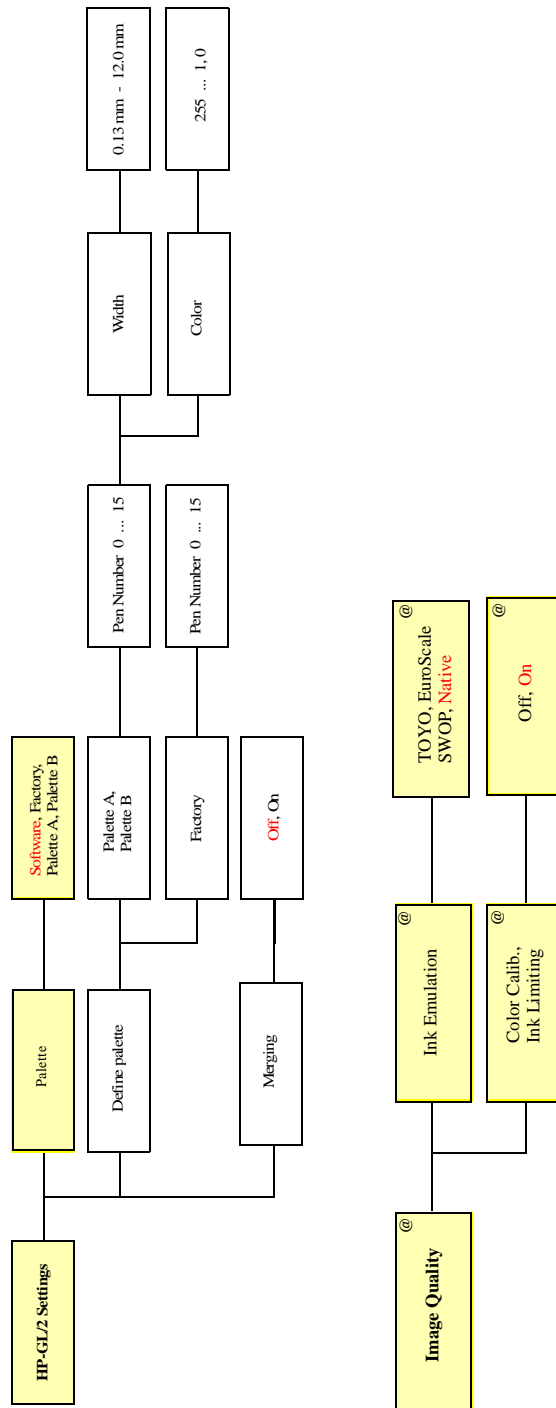 HP-GL/2 Settings
Palette
Software, Factory,
Palette A, Palette B
Define palette
Palette A,
Palette B
Pen Number 0 ... 15
Width
0.13 mm - 12.0 mm
Factory
Pen Number 0 ... 15
Color
255 ... 1, 0
Merging
Off, On
@
Image Quality
@
Ink Emulation
@
TOYO, EuroScale
SWOP, Native
@
Color Calib.,
Ink Limiting
@
Off, On